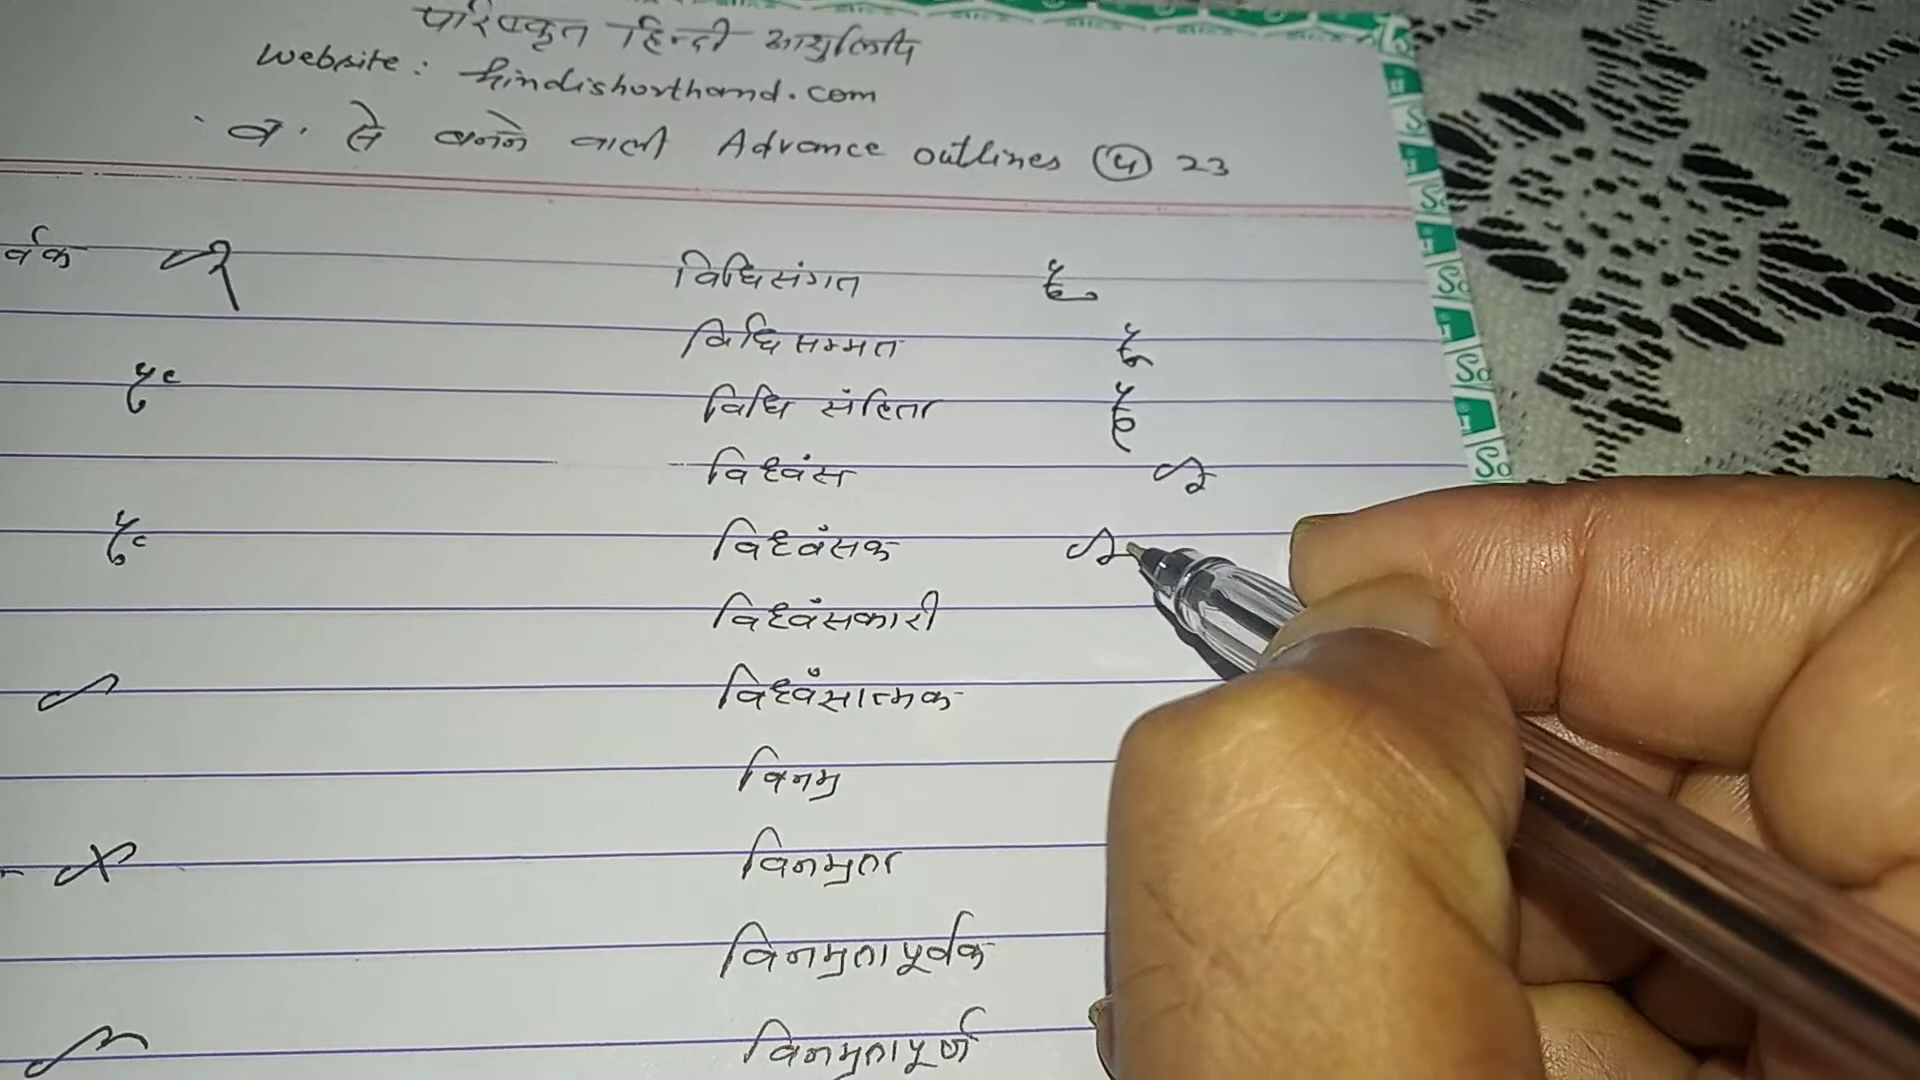 परिष्कृत हिन्दी आशुलिपि
website: hindishorthand.com
व. से बनने वाली Advance outlines (4) 23
र्वक
विधिसंगत
विधि सम्मत
विधि संहिता
विध्वंस
विध्वंसक
विध्वंसकारी
विध्वंसात्मक
विनम्र
विनम्रता
विनम्रतापूर्वक
विनम्रतापूर्ण